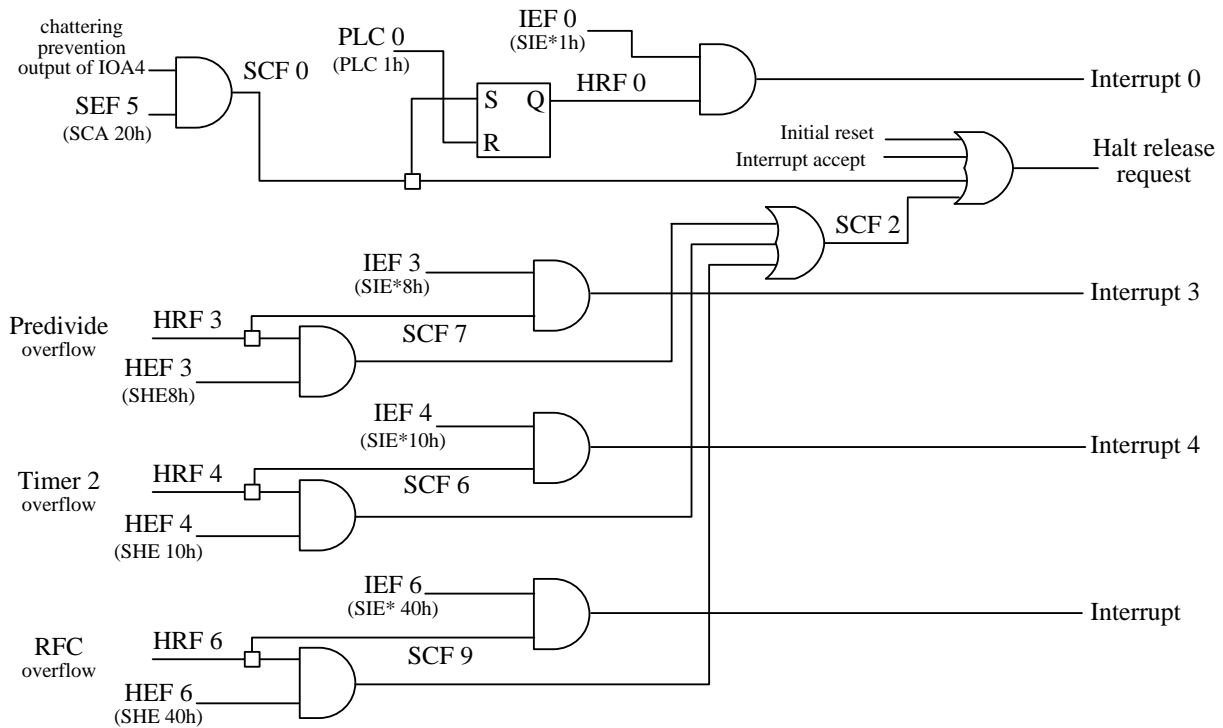 chattering
prevention
output of IOA4
SCF 0
SEF 5
(SCA 20h)
PLC 0
(PLC 1h)
IEF 0
(SIE*1h)
S
Q
R
HRF 0
Interrupt 0
Initial reset
Interrupt accept
Halt release
request
SCF 2
IEF 3
(SIE*8h)
Interrupt 3
Predivide
overflow
HRF 3
SCF 7
HEF 3
(SHE8h)
IEF 4
(SIE*10h)
Interrupt 4
Timer 2
overflow
HRF 4
SCF 6
HEF 4
(SHE 10h)
IEF 6
(SIE* 40h)
Interrupt
RFC
overflow
HRF 6
SCF 9
HEF 6
(SHE 40h)